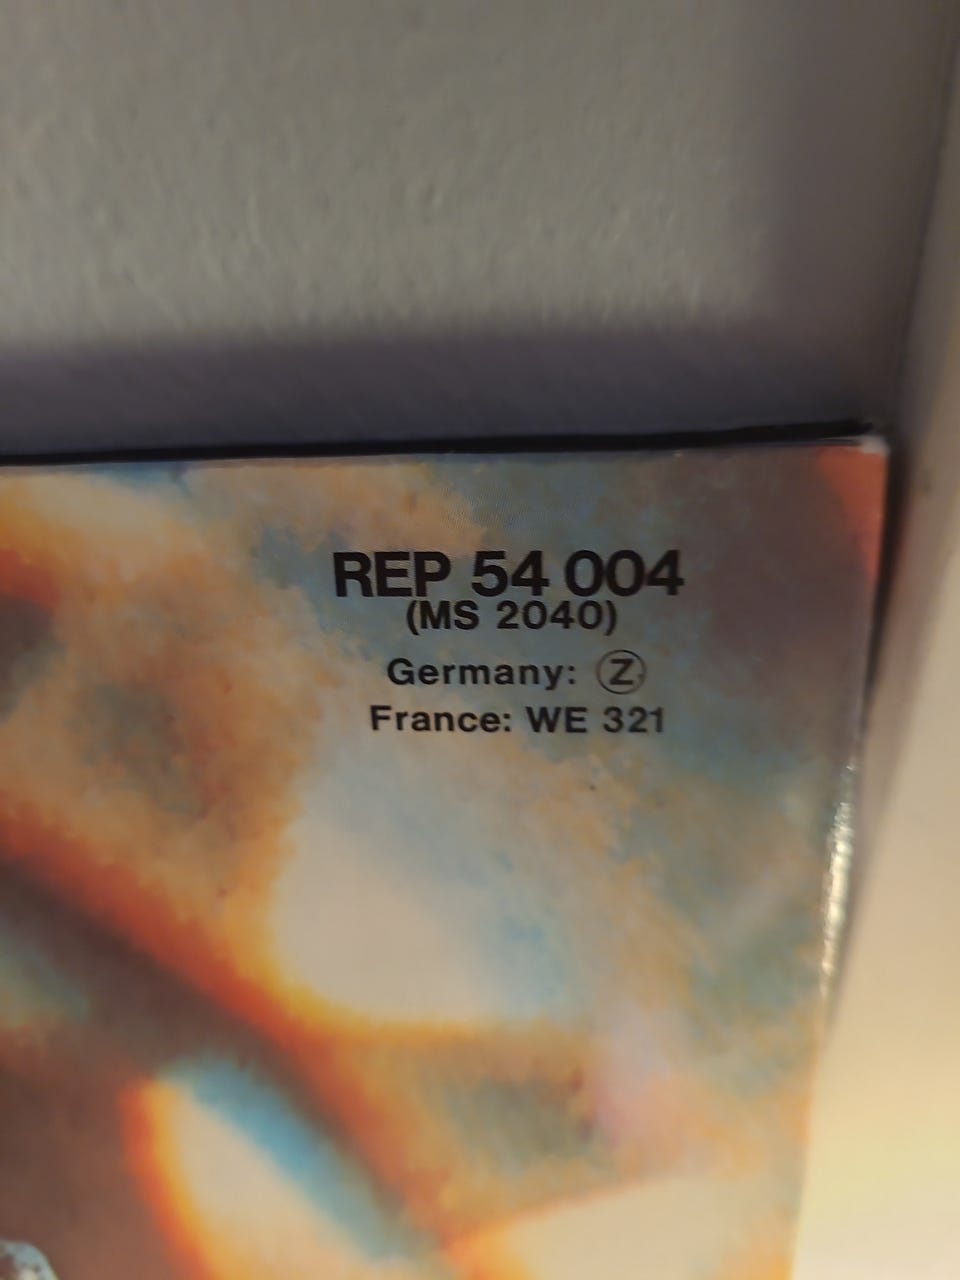 REP 54 004
(MS 2040)
Germany: Ⓩ
France: WE 321